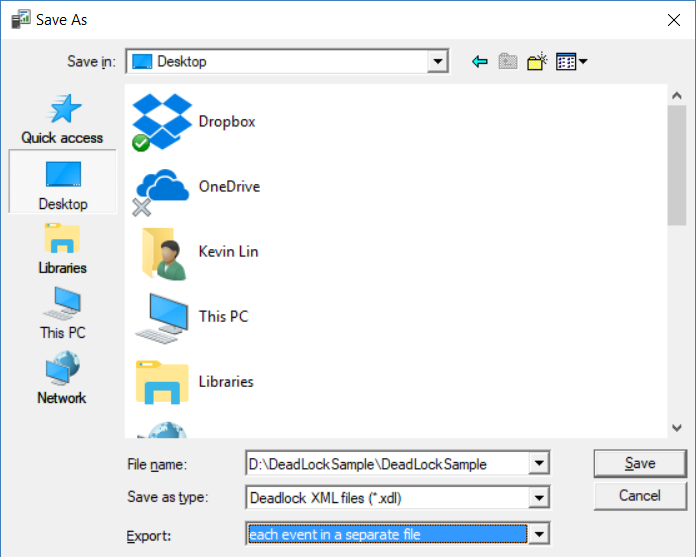 Save As
Save in:
Desktop
Quick access
Desktop
Libraries
This PC
Network
Dropbox
OneDrive
Kevin Lin
This PC
Libraries
File name:
D:\DeadLockSample\DeadLockSample
Save
Save as type:
Deadlock XML files (*.xdl)
Cancel
Export:
each event in a separate file